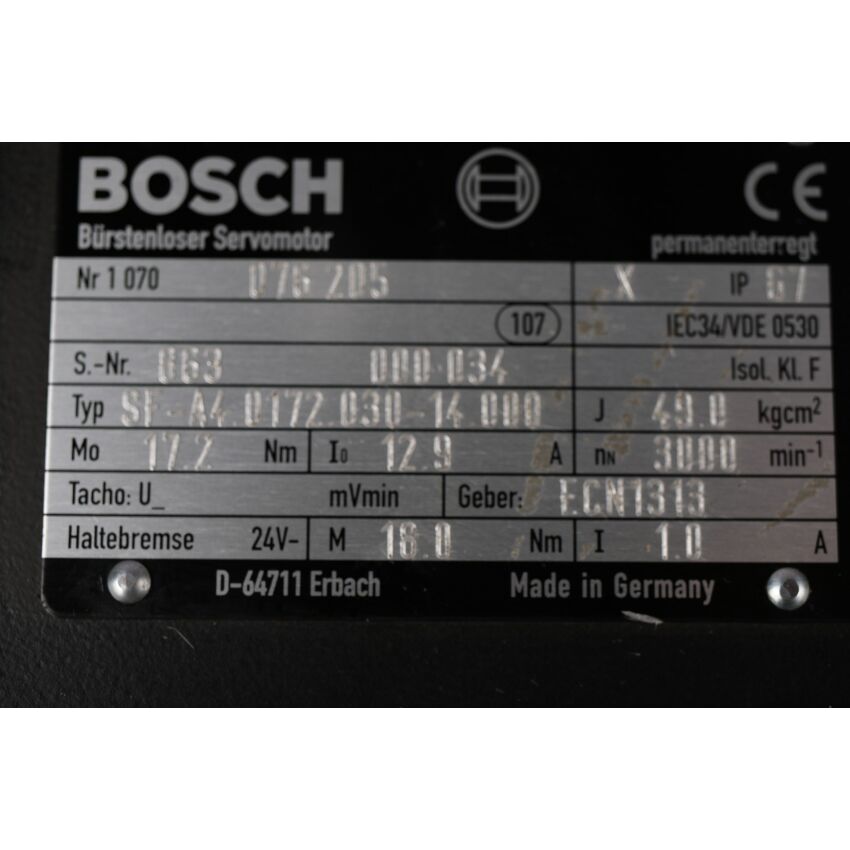 BOSCH CE
Bürstenloser Servomotor permanenterregt
Nr 1 070 076 205 X IP 67
107 IEC34/VDE 0530
S.-Nr. 063 000 034 Isol. Kl. F
Typ SF-A4.0172.030-14.000 J 49.0 kgcm²
Mo 17.2 Nm I₀ 12.9 A nN 3000 min⁻¹
Tacho: U_ mVmin Geber: ECN1313
Haltebremse 24V- M 18.0 Nm I 1.0 A
D-64711 Erbach Made in Germany